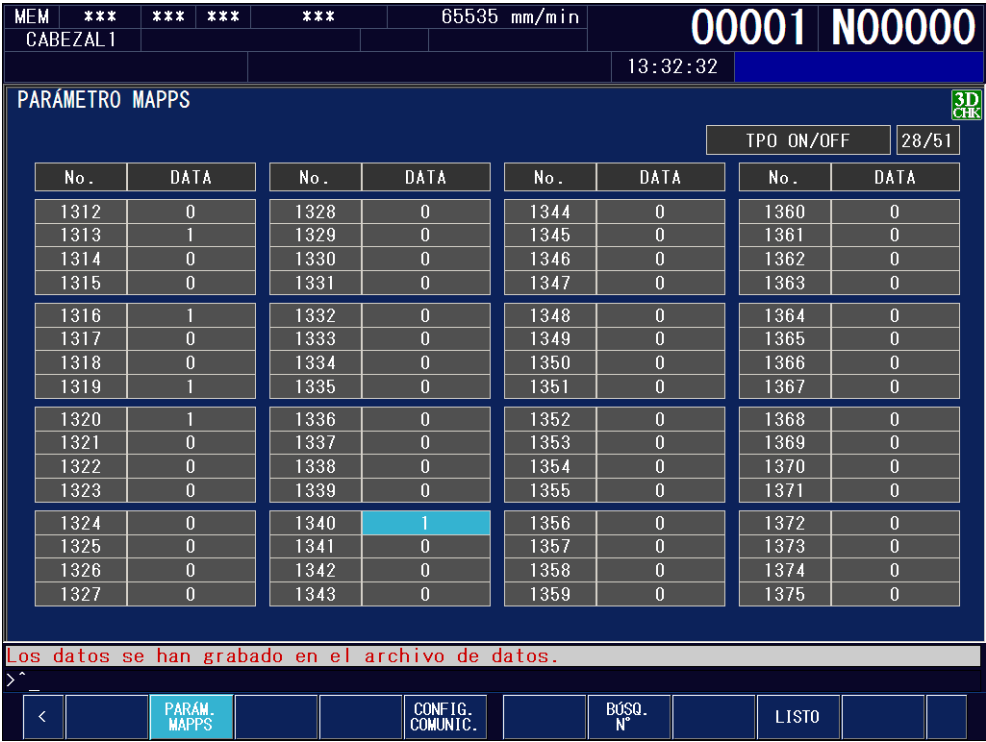 MEM *** *** *** *** 65535 mm/min 00001 N00000
CABEZAL1
13:32:32
PARÁMETRO MAPPS
3D
CHK
TPO ON/OFF 28/51
No. DATA No. DATA No. DATA No. DATA
1312 0 1328 0 1344 0 1360 0
1313 1 1329 0 1345 0 1361 0
1314 0 1330 0 1346 0 1362 0
1315 0 1331 0 1347 0 1363 0
1316 1 1332 0 1348 0 1364 0
1317 0 1333 0 1349 0 1365 0
1318 0 1334 0 1350 0 1366 0
1319 1 1335 0 1351 0 1367 0
1320 1 1336 0 1352 0 1368 0
1321 0 1337 0 1353 0 1369 0
1322 0 1338 0 1354 0 1370 0
1323 0 1339 0 1355 0 1371 0
1324 0 1340 1 1356 0 1372 0
1325 0 1341 0 1357 0 1373 0
1326 0 1342 0 1358 0 1374 0
1327 0 1343 0 1359 0 1375 0
Los datos se han grabado en el archivo de datos.
>^_
< PARÁM. CONFIG. BÚSQ. LISTO
MAPPS COMUNIC. N°